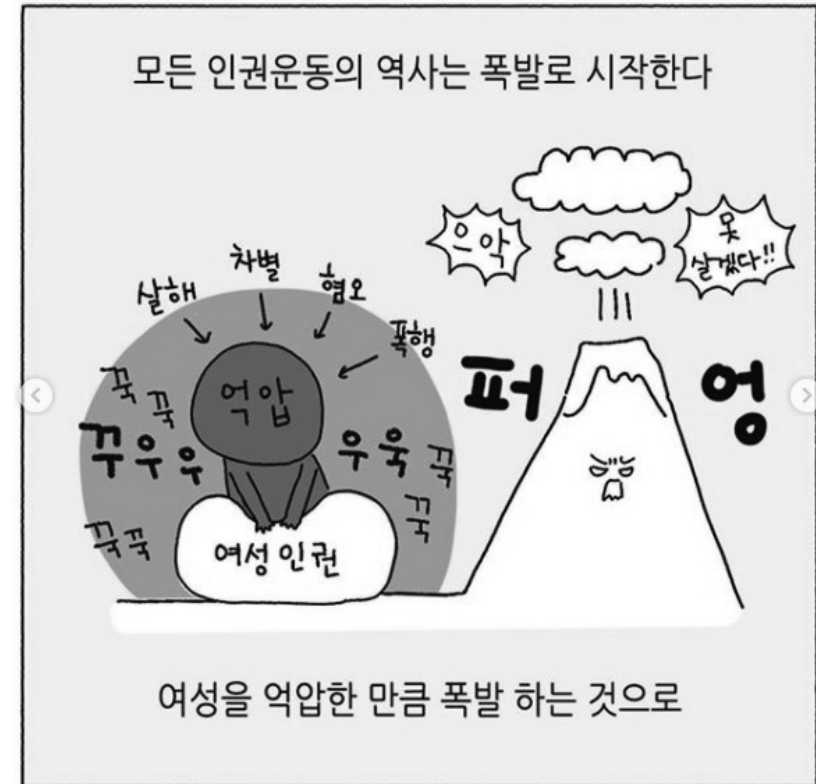 모든 인권운동의 역사는 폭발로 시작한다
으악
못
살겠다!!
살해
차별
혐오
폭행
퍼
엉
꾹
꾹
억압
꾸우우
우욱
꾹
꾹
꾹꾹
여성 인권
여성을 억압한 만큼 폭발 하는 것으로